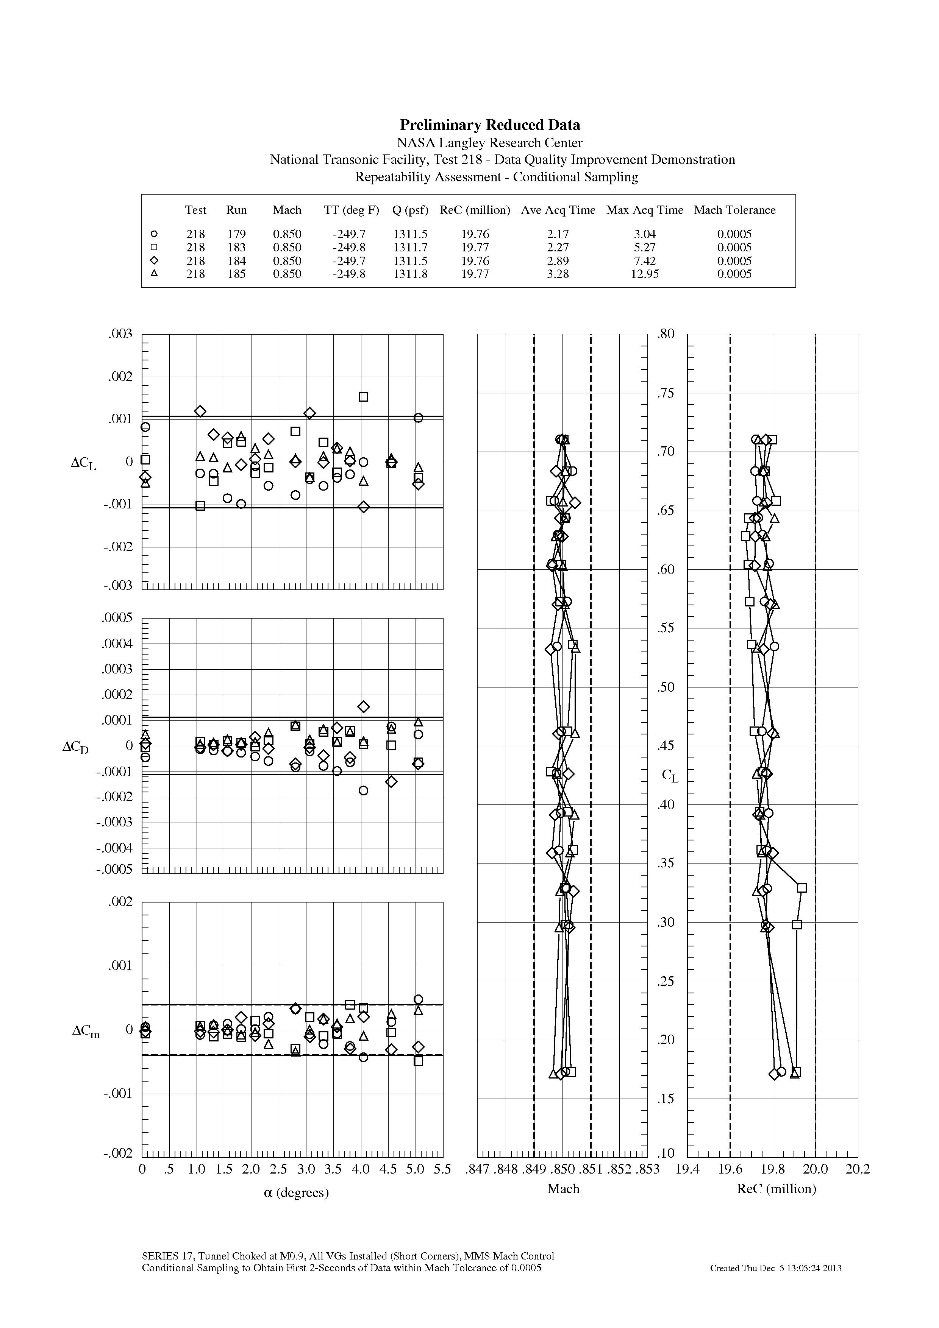 Preliminary Reduced Data
NASA Langley Research Center
National Transonic Facility, Test 218 - Data Quality Improvement Demonstration
Repeatability Assessment - Conditional Sampling
Test Run Mach TT (deg F) Q (psf) ReC (million) Ave Acq Time Max Acq Time Mach Tolerance
218 179 0.850 -249.7 1311.5 19.76 2.17 3.04 0.0005
218 183 0.850 -249.8 1311.7 19.77 2.27 5.27 0.0005
218 184 0.850 -249.7 1311.5 19.76 2.89 7.42 0.0005
218 185 0.850 -249.8 1311.8 19.77 3.28 12.95 0.0005
.003
.002
.001
ΔCL 0
-.001
-.002
-.003
.0005
.0004
.0003
.0002
.0001
ΔCD 0
-.0001
-.0002
-.0003
-.0004
-.0005
.002
.001
ΔCm 0
-.001
-.002
0 .5 1.0 1.5 2.0 2.5 3.0 3.5 4.0 4.5 5.0 5.5
α (degrees)
.847 .848 .849 .850 .851 .852 .853
Mach
.80
.75
.70
.65
.60
.55
.50
.45
CL
.40
.35
.30
.25
.20
.15
.10
19.4 19.6 19.8 20.0 20.2
ReC (million)
SERIES 17, Tunnel Choked at M0.9, All VGs Installed (Short Corners), MMS Mach Control
Conditional Sampling to Obtain First 2-Seconds of Data within Mach Tolerance of 0.0005
Created Thu Dec 5 13:05:24 2013